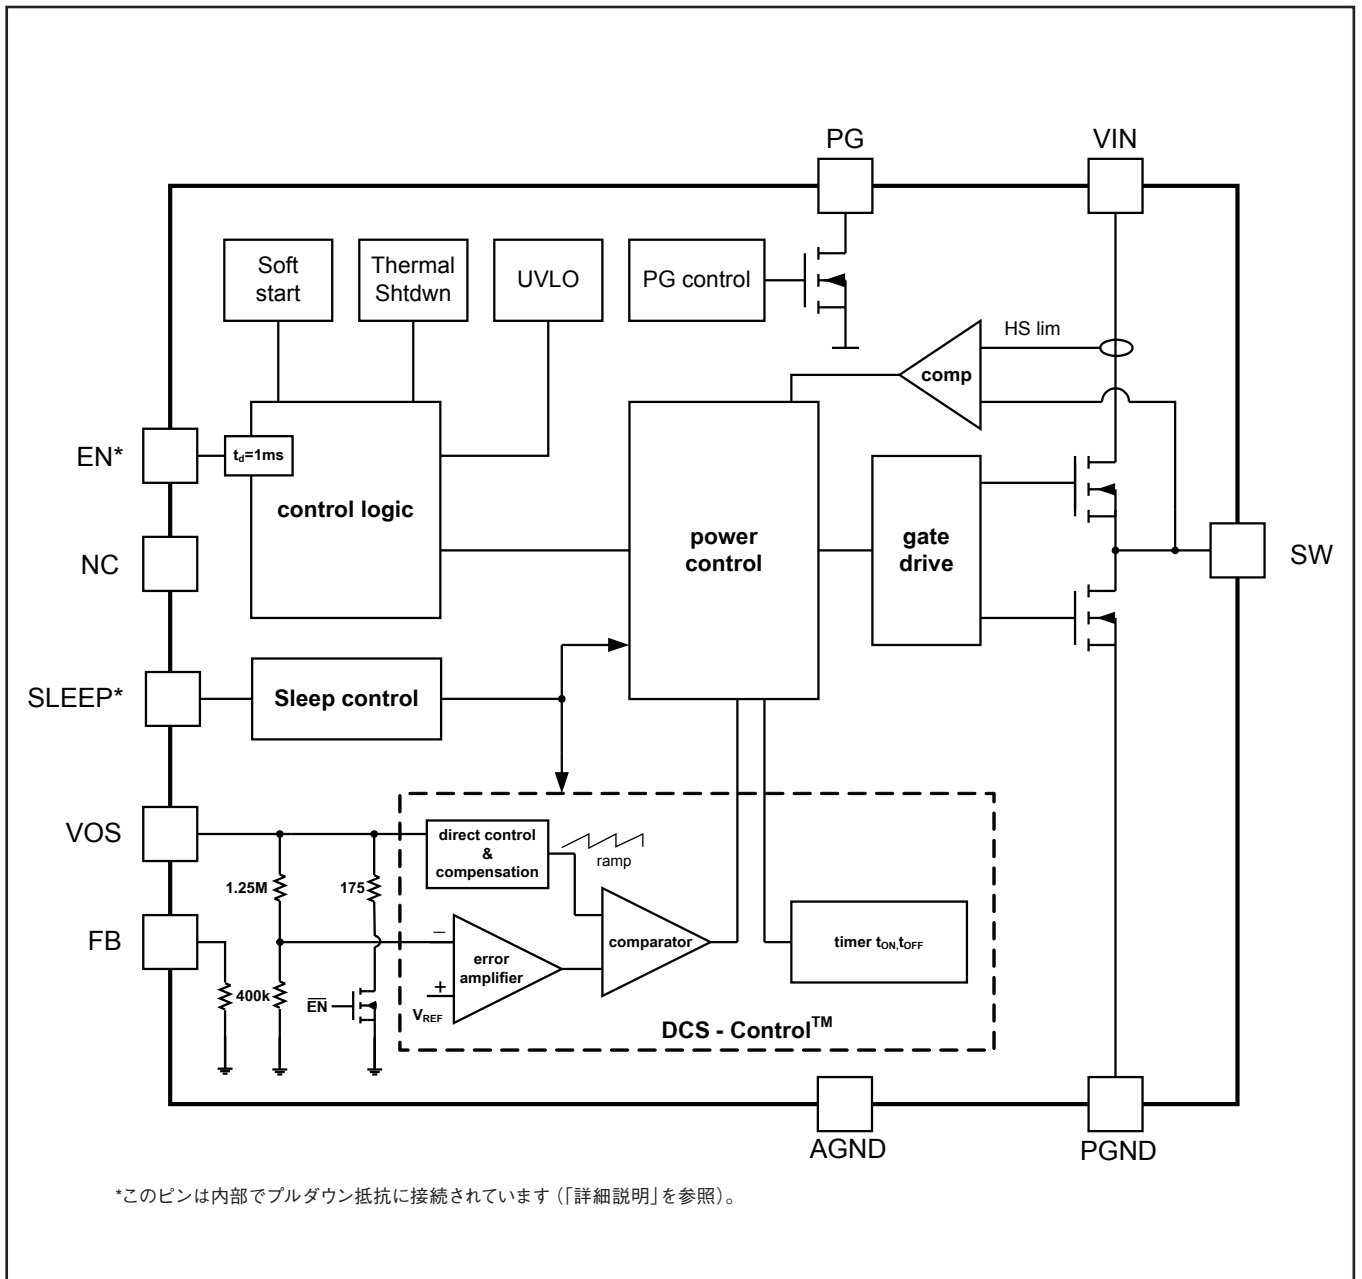 PG
VIN
Soft
start
Thermal
Shtdwn
UVLO
PG control
HS lim
comp
EN*
td=1ms
control logic
power
control
gate
drive
NC
SW
SLEEP*
Sleep control
VOS
direct control
&
compensation
ramp
1.25M
175
FB
–
error
amplifier
comparator
timer tON,tOFF
400k
EN
+
VREF
DCS - Control™
AGND
PGND
*このピンは内部でプルダウン抵抗に接続されています (「詳細説明」を参照)。